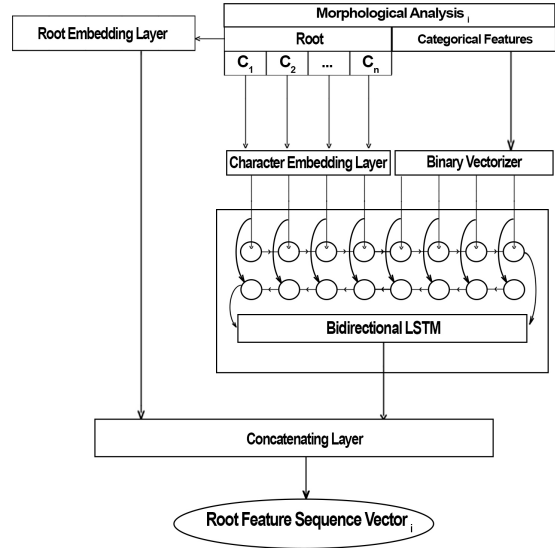 Morphological Analysis i
Root Embedding Layer
Root
Categorical Features
C1 C2 ... Cn
Character Embedding Layer
Binary Vectorizer
Bidirectional LSTM
Concatenating Layer
Root Feature Sequence Vector i